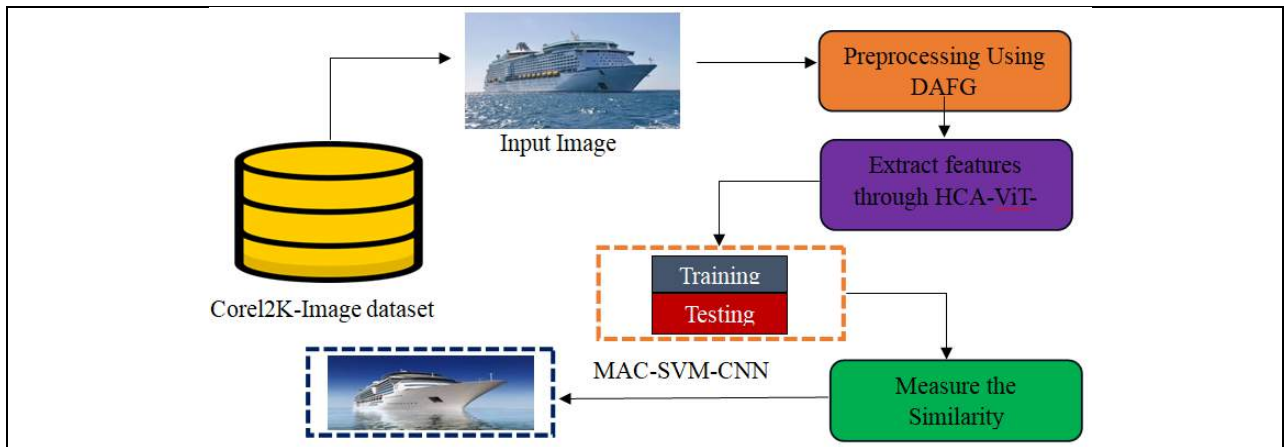 Preprocessing Using
DAFG
Input Image
Extract features
through HCA-ViT-
Corel2K-Image dataset
Training
Testing
MAC-SVM-CNN
Measure the
Similarity